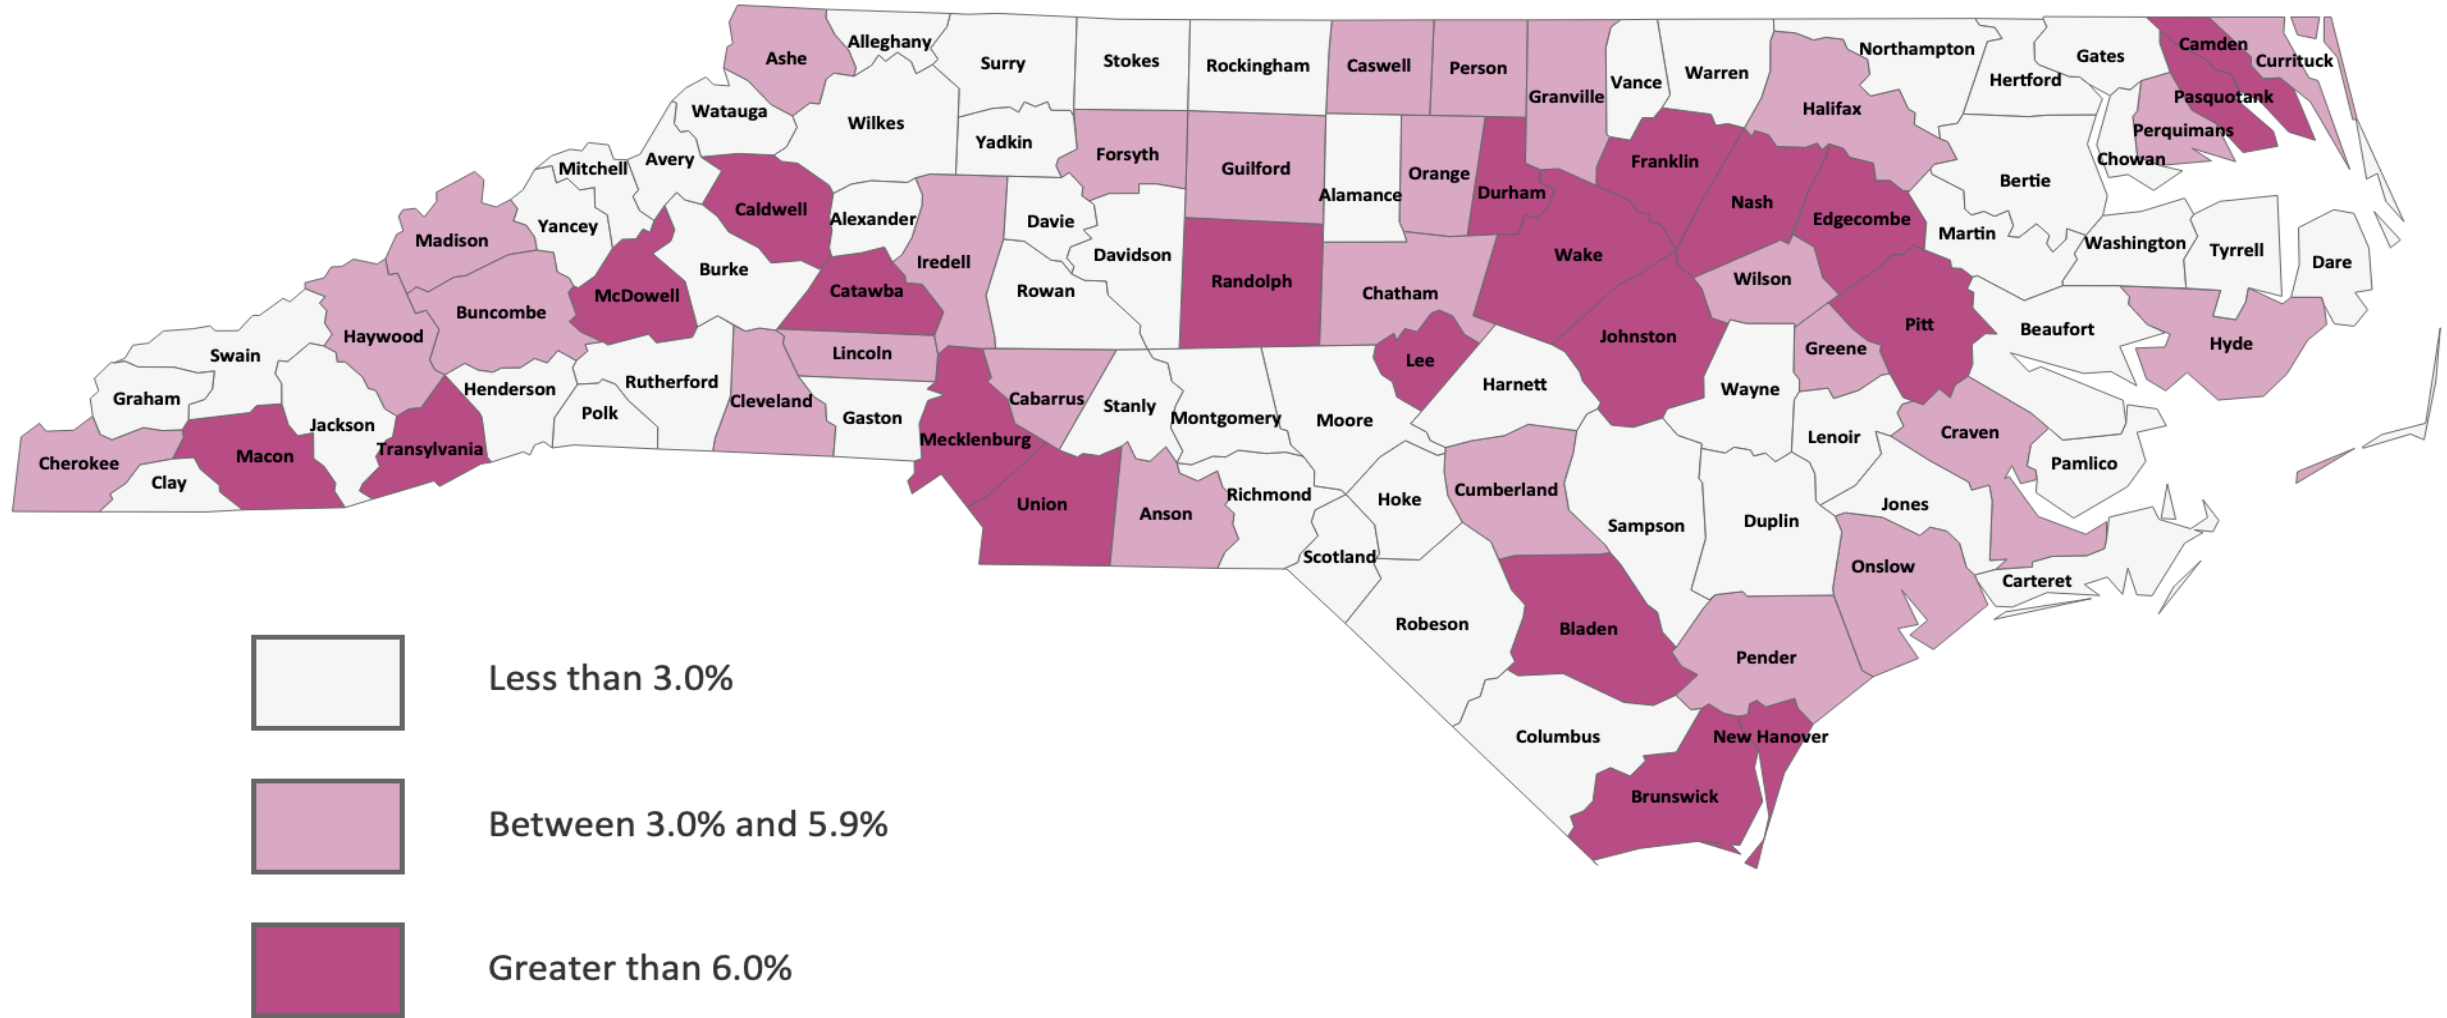 Ashe
Alleghany
Surry
Stokes
Rockingham
Caswell
Person
Granville
Vance
Warren
Northampton
Hertford
Gates
Camden
Currituck
Pasquotank
Perquimans
Chowan
Halifax
Watauga
Wilkes
Yadkin
Forsyth
Guilford
Alamance
Orange
Durham
Franklin
Nash
Edgecombe
Bertie
Martin
Washington
Tyrrell
Dare
Mitchell
Avery
Caldwell
Alexander
Iredell
Davie
Davidson
Randolph
Chatham
Wake
Wilson
Pitt
Beaufort
Hyde
Madison
Yancey
McDowell
Burke
Catawba
Rowan
Lee
Johnston
Greene
Buncombe
Haywood
Swain
Graham
Henderson
Rutherford
Polk
Cleveland
Lincoln
Gaston
Cabarrus
Stanly
Montgomery
Moore
Harnett
Wayne
Lenoir
Craven
Pamlico
Cherokee
Clay
Macon
Jackson
Transylvania
Mecklenburg
Union
Anson
Richmond
Hoke
Cumberland
Sampson
Duplin
Jones
Scotland
Robeson
Bladen
Onslow
Carteret
Pender
Columbus
New Hanover
Brunswick
Less than 3.0%
Between 3.0% and 5.9%
Greater than 6.0%